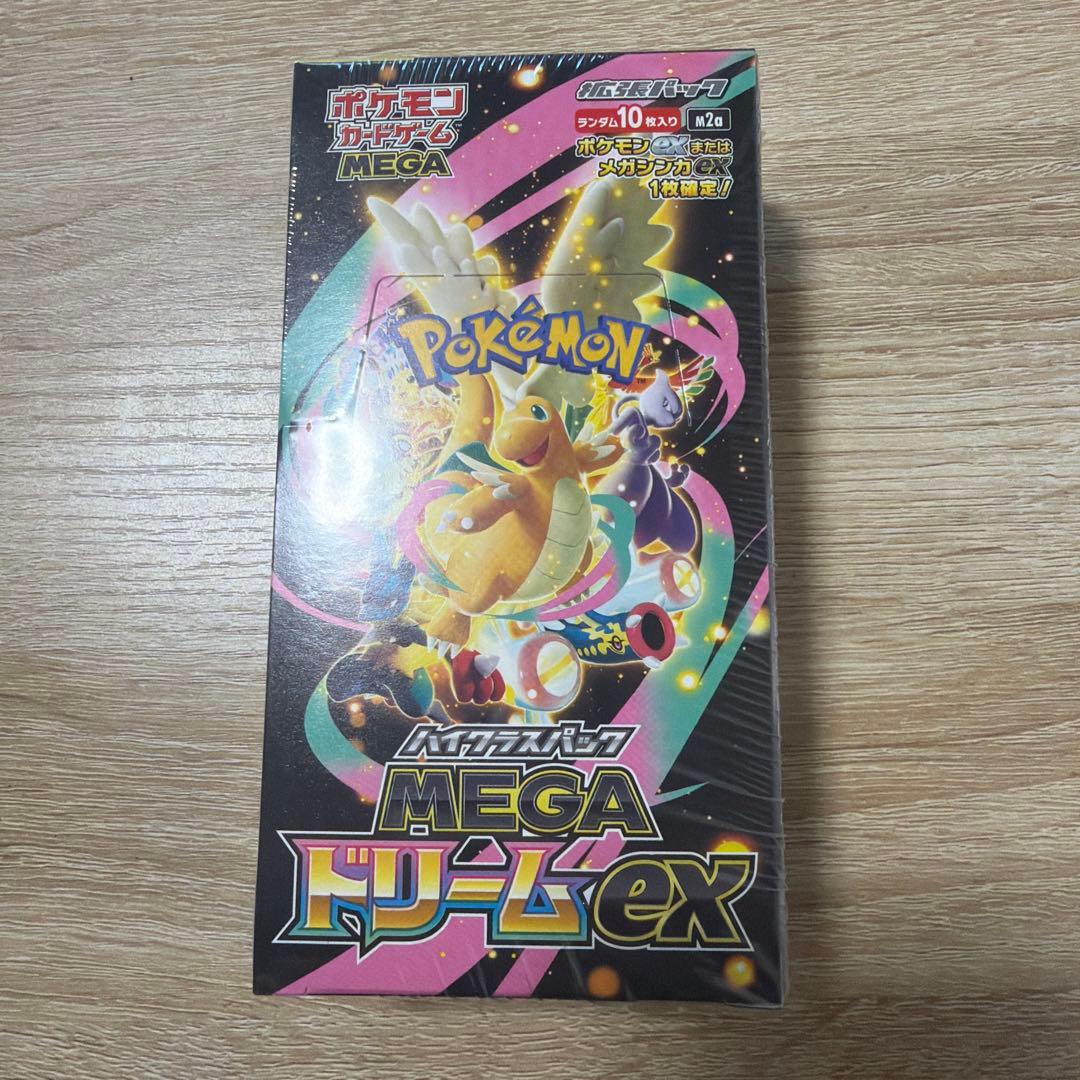 ポケモン
カードゲーム
MEGA
拡張パック
ランダム10枚入り
M2a
ポケモンexまたは
メガシンカex
1枚確定!
POKéMON
ハイクラスパック
MEGA
ドリームex